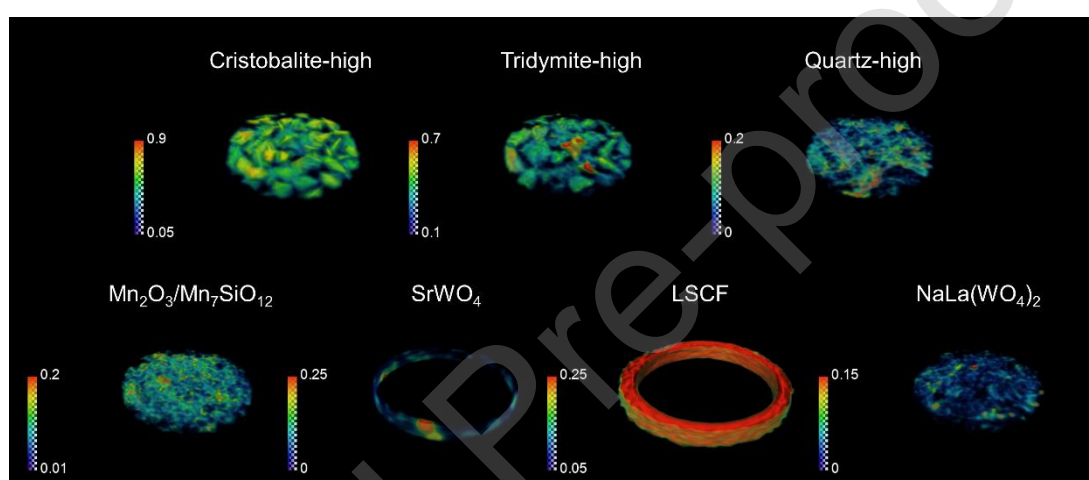 Cristobalite-high Tridymite-high Quartz-high
0.9 0.7 0.2
0.05 0.1 0
Mn₂O₃/Mn₇SiO₁₂ SrWO₄ LSCF NaLa(WO₄)₂
0.2 0.25 0.25 0.15
0.01 0 0.05 0
Pre-proo